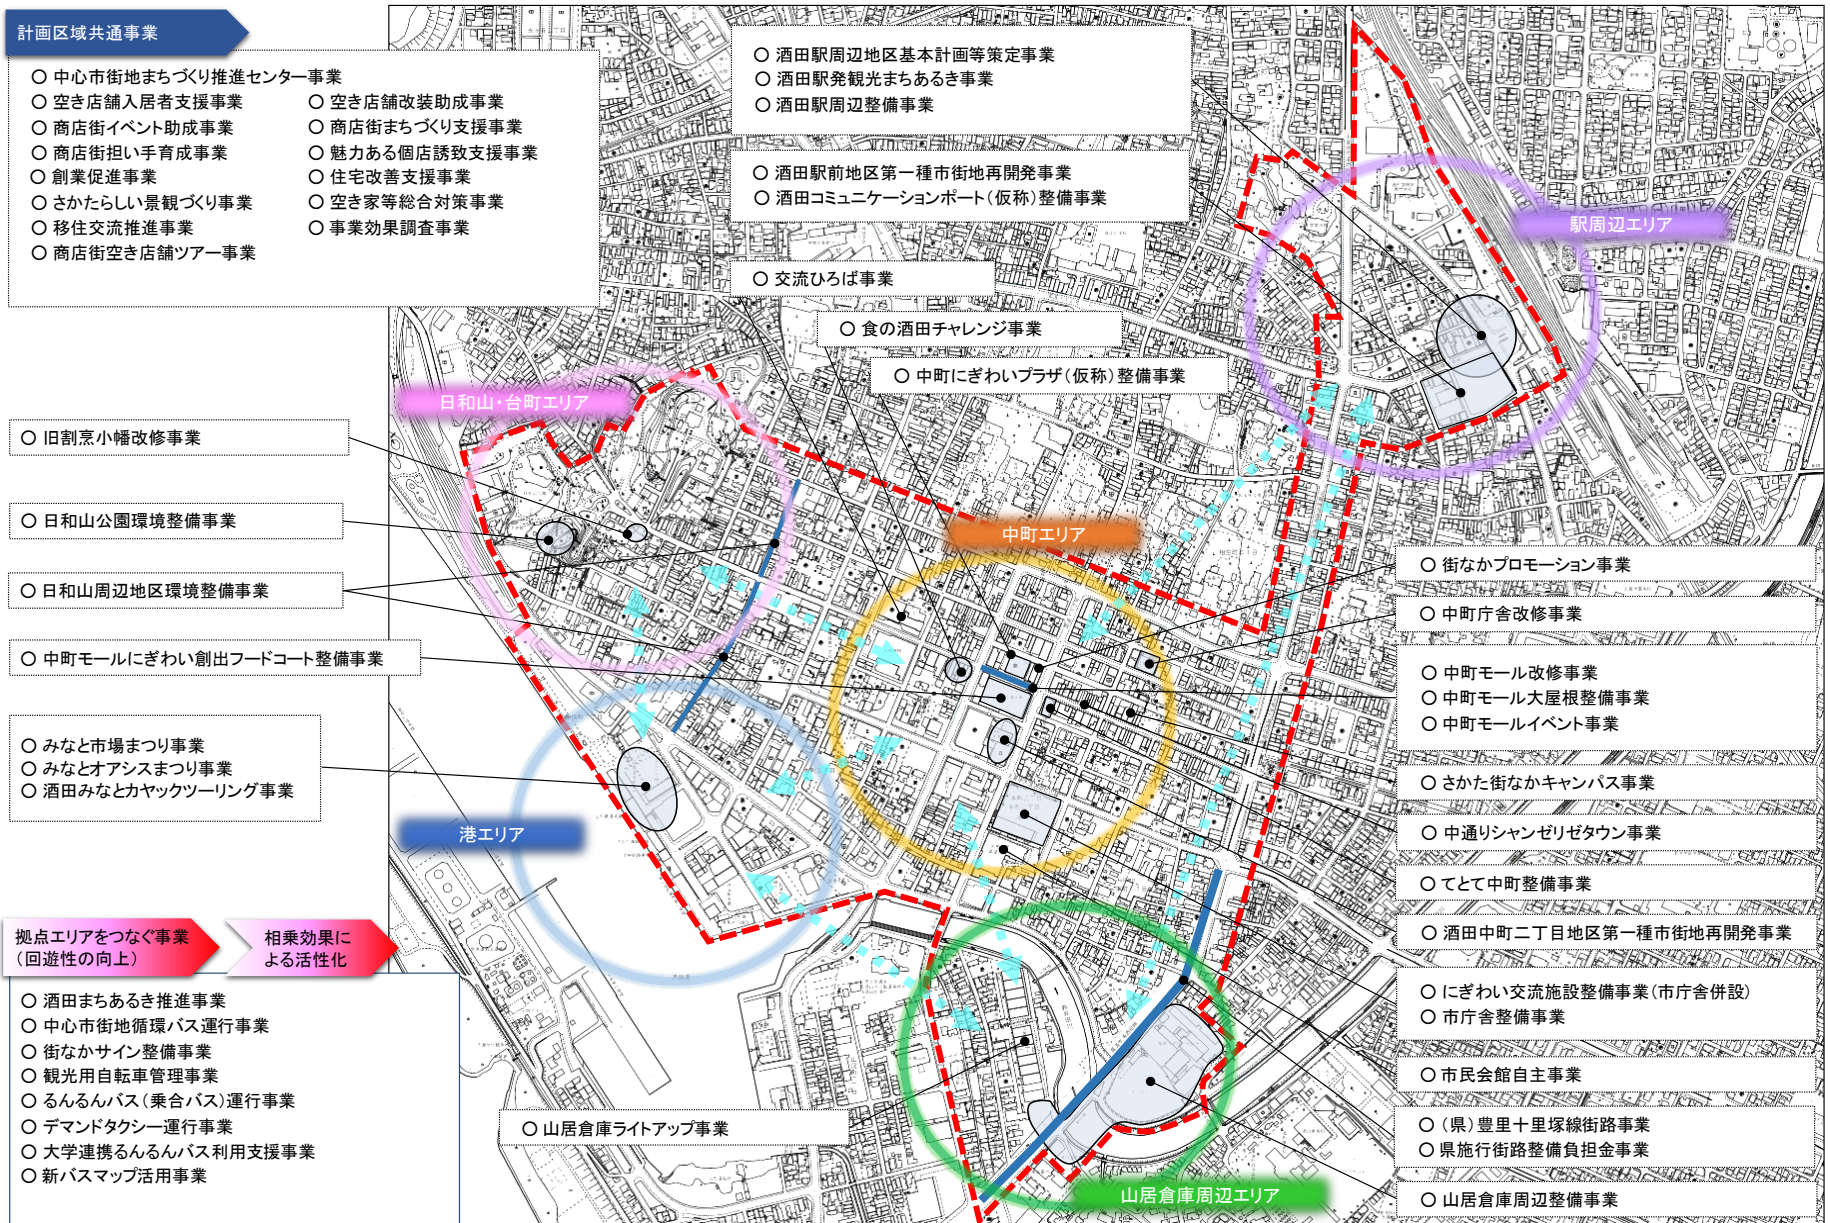 計画区域共通事業
○ 中心市街地まちづくり推進センター事業
○ 空き店舗入居者支援事業
○ 商店街イベント助成事業
○ 商店街担い手育成事業
○ 創業促進事業
○ さかたらしい景観づくり事業
○ 移住交流推進事業
○ 商店街空き店舗ツアー事業
○ 空き店舗改装助成事業
○ 商店街まちづくり支援事業
○ 魅力ある個店誘致支援事業
○ 住宅改善支援事業
○ 空き家等総合対策事業
○ 事業効果調査事業
○ 酒田駅周辺地区基本計画等策定事業
○ 酒田駅発観光まちあるき事業
○ 酒田駅周辺整備事業
○ 酒田駅前地区第一種市街地再開発事業
○ 酒田コミュニケーションポート(仮称)整備事業
駅周辺エリア
○ 交流ひろば事業
○ 食の酒田チャレンジ事業
○ 中町にぎわいプラザ(仮称)整備事業
日和山・台町エリア
○ 旧割烹小幡改修事業
○ 日和山公園環境整備事業
○ 日和山周辺地区環境整備事業
○ 中町モールにぎわい創出フードコート整備事業
○ みなと市場まつり事業
○ みなとオアシスまつり事業
○ 酒田みなとカヤックツーリング事業
中町エリア
港エリア
○ 街なかプロモーション事業
○ 中町庁舎改修事業
○ 中町モール改修事業
○ 中町モール大屋根整備事業
○ 中町モールイベント事業
○ さかた街なかキャンパス事業
○ 中通りシャンゼリゼタウン事業
○ てとて中町整備事業
○ 酒田中町二丁目地区第一種市街地再開発事業
○ にぎわい交流施設整備事業(市庁舎併設)
○ 市庁舎整備事業
○ 市民会館自主事業
○ (県)豊里十里塚線街路事業
○ 県施行街路整備負担金事業
○ 山居倉庫周辺整備事業
拠点エリアをつなぐ事業
(回遊性の向上)
相乗効果に
よる活性化
○ 酒田まちあるき推進事業
○ 中心市街地循環バス運行事業
○ 街なかサイン整備事業
○ 観光用自転車管理事業
○ るんるんバス(乗合バス)運行事業
○ デマンドタクシー運行事業
○ 大学連携るんるんバス利用支援事業
○ 新バスマップ活用事業
○ 山居倉庫ライトアップ事業
山居倉庫周辺エリア